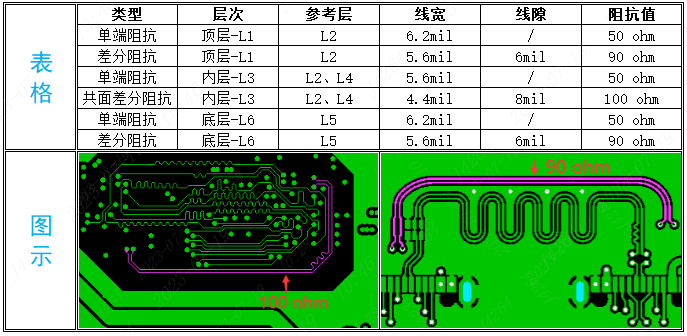 表格
类型 层次 参考层 线宽 线隙 阻抗值
单端阻抗 顶层-L1 L2 6.2mil / 50 ohm
差分阻抗 顶层-L1 L2 5.6mil 6mil 90 ohm
单端阻抗 内层-L3 L2、L4 5.6mil / 50 ohm
共面差分阻抗 内层-L3 L2、L4 4.4mil 8mil 100 ohm
单端阻抗 底层-L6 L5 6.2mil / 50 ohm
差分阻抗 底层-L6 L5 5.6mil 6mil 90 ohm
图示
100 ohm
90 ohm